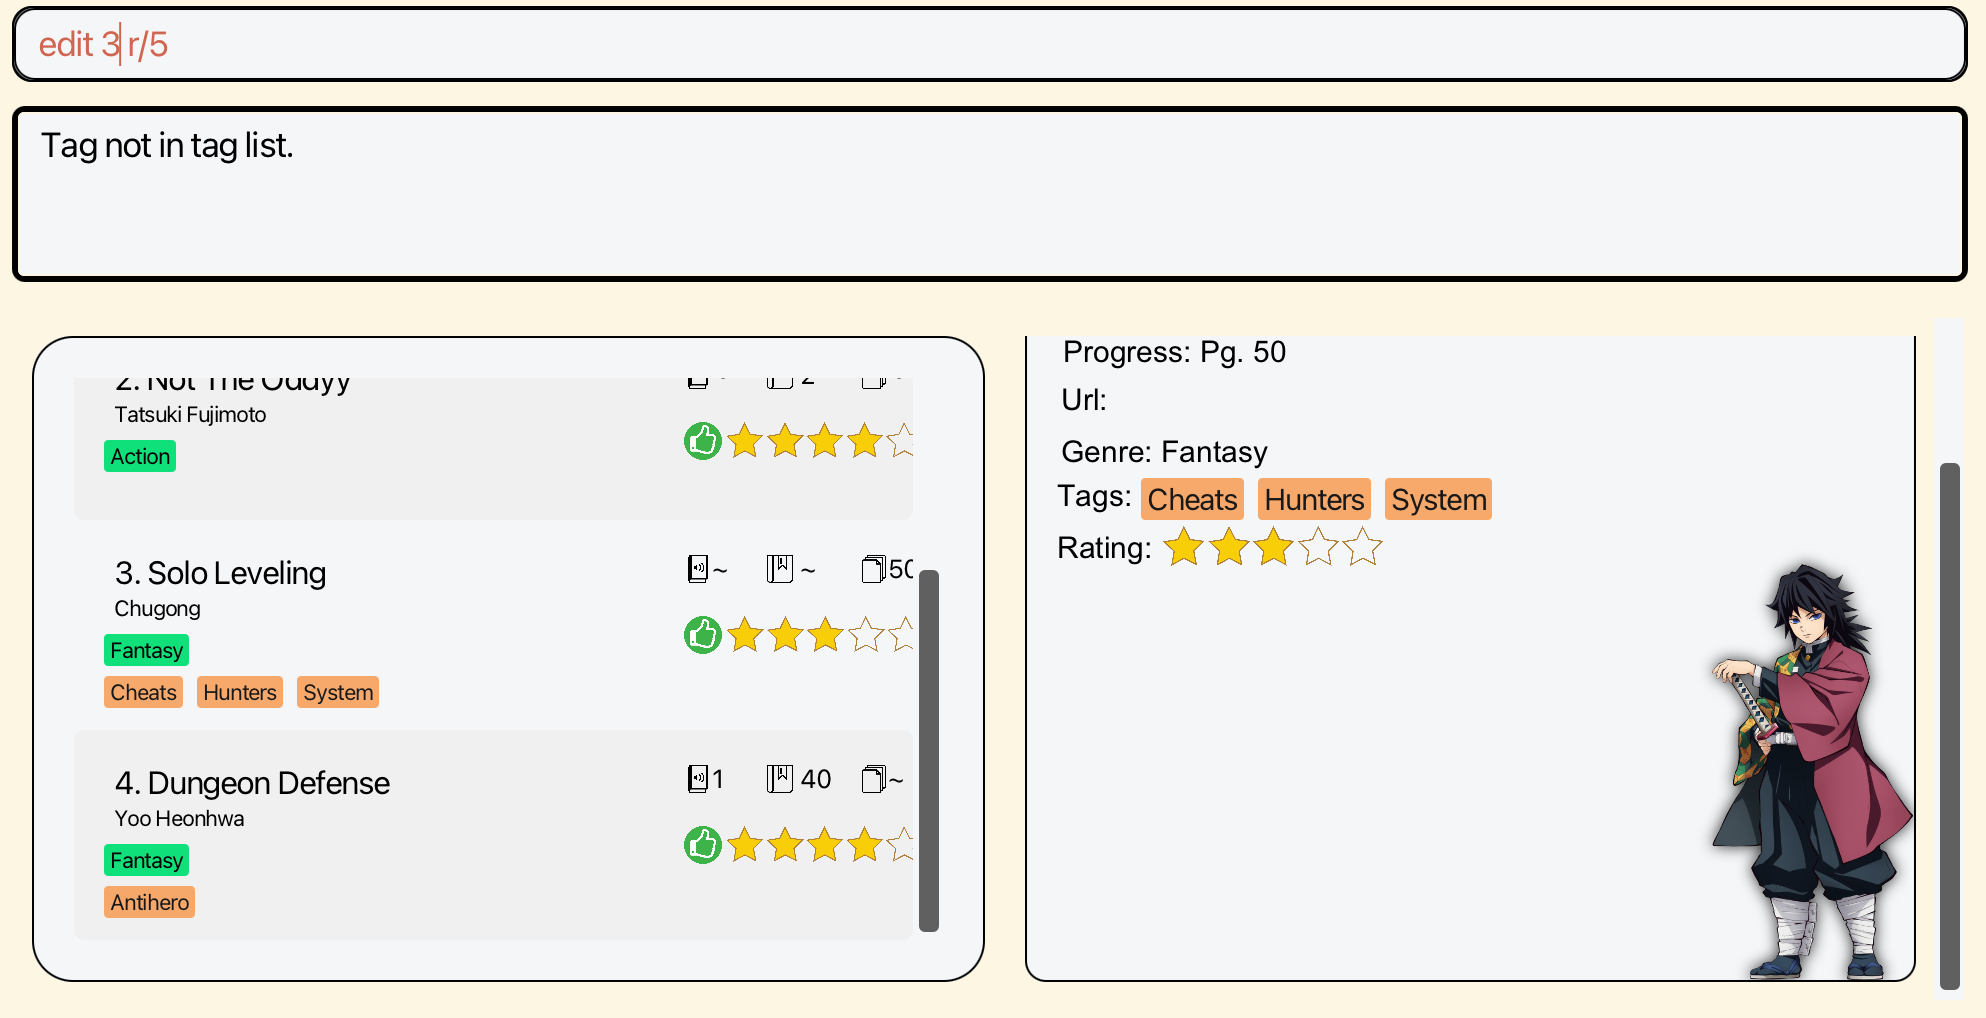 edit 3 r/5
Tag not in tag list.
2. Not The Odayy
Tatsuki Fujimoto
Action
3. Solo Leveling
~ ~ 50
Chugong
Fantasy
Cheats Hunters System
4. Dungeon Defense
1 40 ~
Yoo Heonhwa
Fantasy
Antihero
Progress: Pg. 50
Url:
Genre: Fantasy
Tags: Cheats Hunters System
Rating: